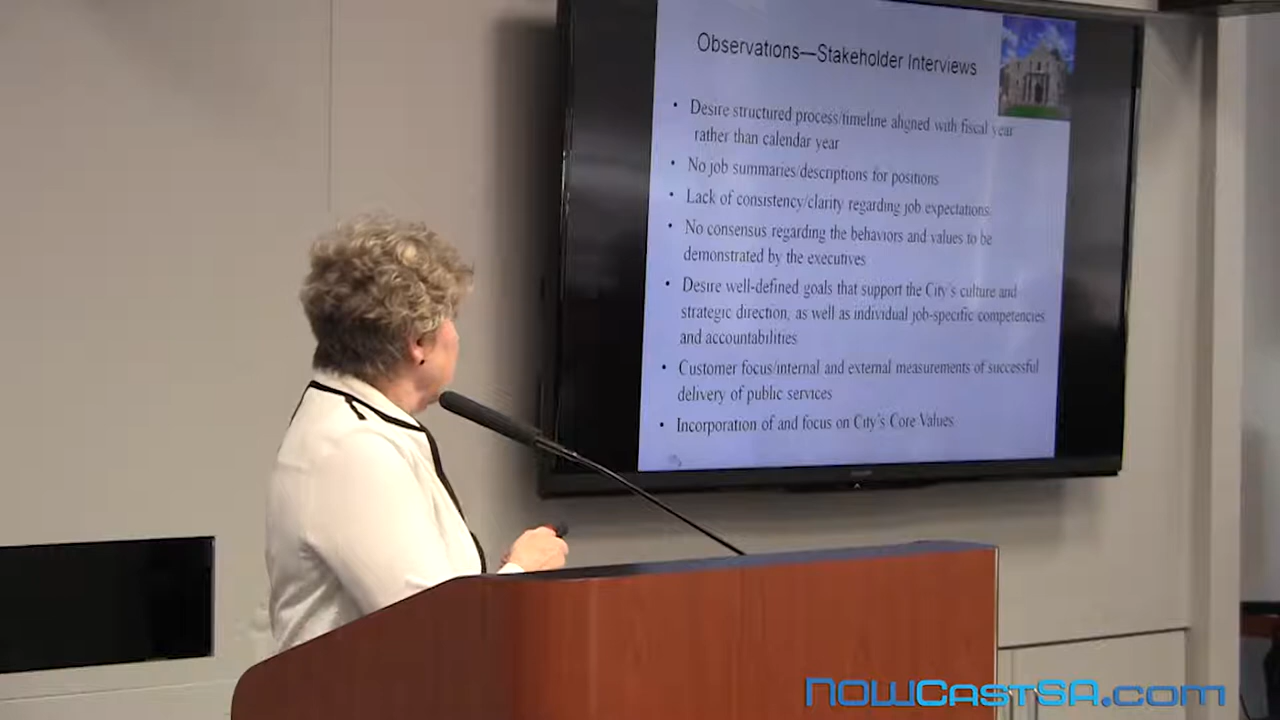 Observations—Stakeholder Interviews
• Desire structured process/timeline aligned with fiscal year
rather than calendar year
• No job summaries/descriptions for positions
• Lack of consistency/clarity regarding job expectations.
• No consensus regarding the behaviors and values to be
demonstrated by the executives
• Desire well-defined goals that support the City's culture and
strategic direction, as well as individual job-specific competencies
and accountabilities
• Customer focus/internal and external measurements of successful
delivery of public services
• Incorporation of and focus on City's Core Values
NOWCastSA.com